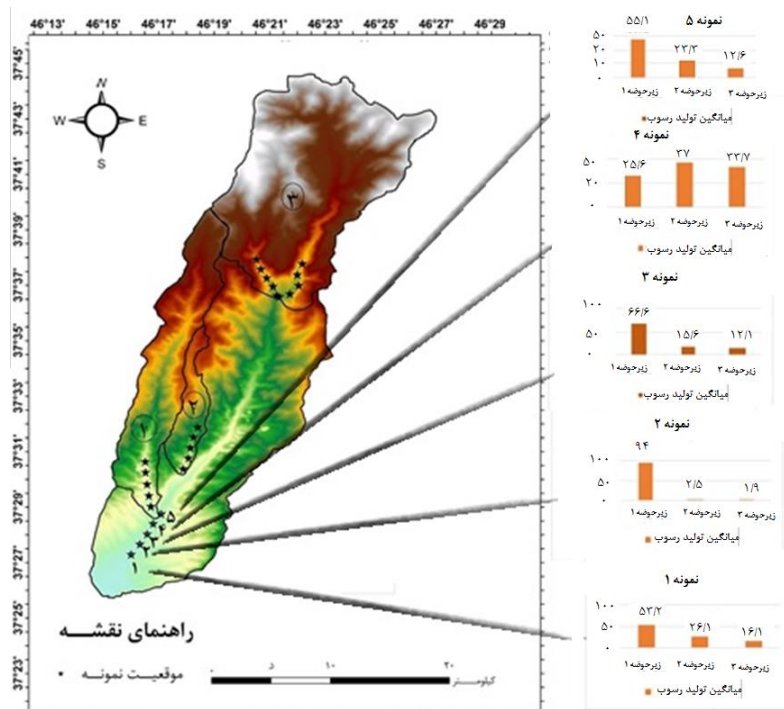 46°13' 46°15' 46°17' 46°19' 46°21' 46°23' 46°25' 46°27' 46°29'
37°45'
37°43'
37°41'
37°39'
37°37'
37°35'
37°33'
37°31'
37°29'
37°27'
37°25'
37°23'
N
W E
S
۳
۲
۱
۵
۴
۳
۲
۱
راهنمای نقشـــه
موقعیت نمونه
۰ ۵ ۱۰ ۲۰
کیلومتر
نمونه ۵
۵۵/۱ ۲۳/۳ ۱۲/۶
۵۰
۲۰
۰
زیرحوضه ۱ زیرحوضه ۲ زیرحوضه ۳
میانگین تولید رسوب
نمونه ۴
۲۵/۶ ۳۷ ۳۳/۷
۵۰
۲۰
زیرحوضه ۱ زیرحوضه ۲ زیرحوضه ۳
میانگین تولید رسوب
نمونه ۳
۱۰۰
۵۰
۰
۶۶/۶ ۱۵/۶ ۱۲/۱
زیرحوضه ۱ زیرحوضه ۲ زیرحوضه ۳
میانگین تولید رسوب
نمونه ۲
۹۴ ۲/۵ ۱/۹
۱۰۰
۵۰
۰
زیرحوضه ۱ زیرحوضه ۲ زیرحوضه ۳
میانگین تولید رسوب
نمونه ۱
۱۰۰
۵۰
۰
۵۳/۲ ۲۶/۱ ۱۶/۱
زیرحوضه ۱ زیرحوضه ۲ زیرحوضه ۳
میانگین تولید رسوب